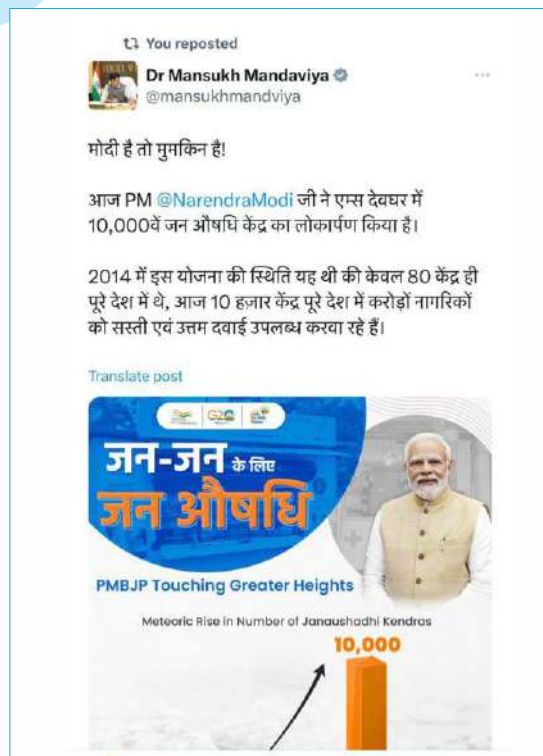 You reposted
Dr Mansukh Mandaviya
@mansukhmandviya
मोदी है तो मुमकिन है!
आज PM @NarendraModi जी ने एम्स देवघर में
10,000वें जन औषधि केंद्र का लोकार्पण किया है।
2014 में इस योजना की स्थिति यह थी की केवल 80 केंद्र ही
पूरे देश में थे, आज 10 हज़ार केंद्र पूरे देश में करोड़ों नागरिकों
को सस्ती एवं उत्तम दवाई उपलब्ध करवा रहे हैं।
Translate post
G20
जन-जन के लिए
जन औषधि
PMBJP Touching Greater Heights
Meteoric Rise in Number of Janaushadhi Kendras
10,000